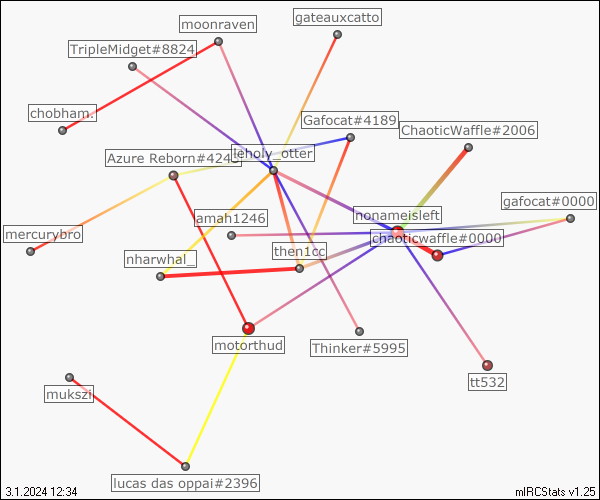 gateauxcatto
moonraven
TripleMidget#8824
chobham.
Gafocat#4189
ChaoticWaffle#2006
Azure Reborn#424
leholy_otter
gafocat#0000
amah1246
nonameisleft
mercurybro
chaoticwaffle#0000
nharwhal_
then1cc
motorthud
Thinker#5995
tt532
mukszi
lucas das oppai#2396
3.1.2024 12:34
mIRCStats v1.25